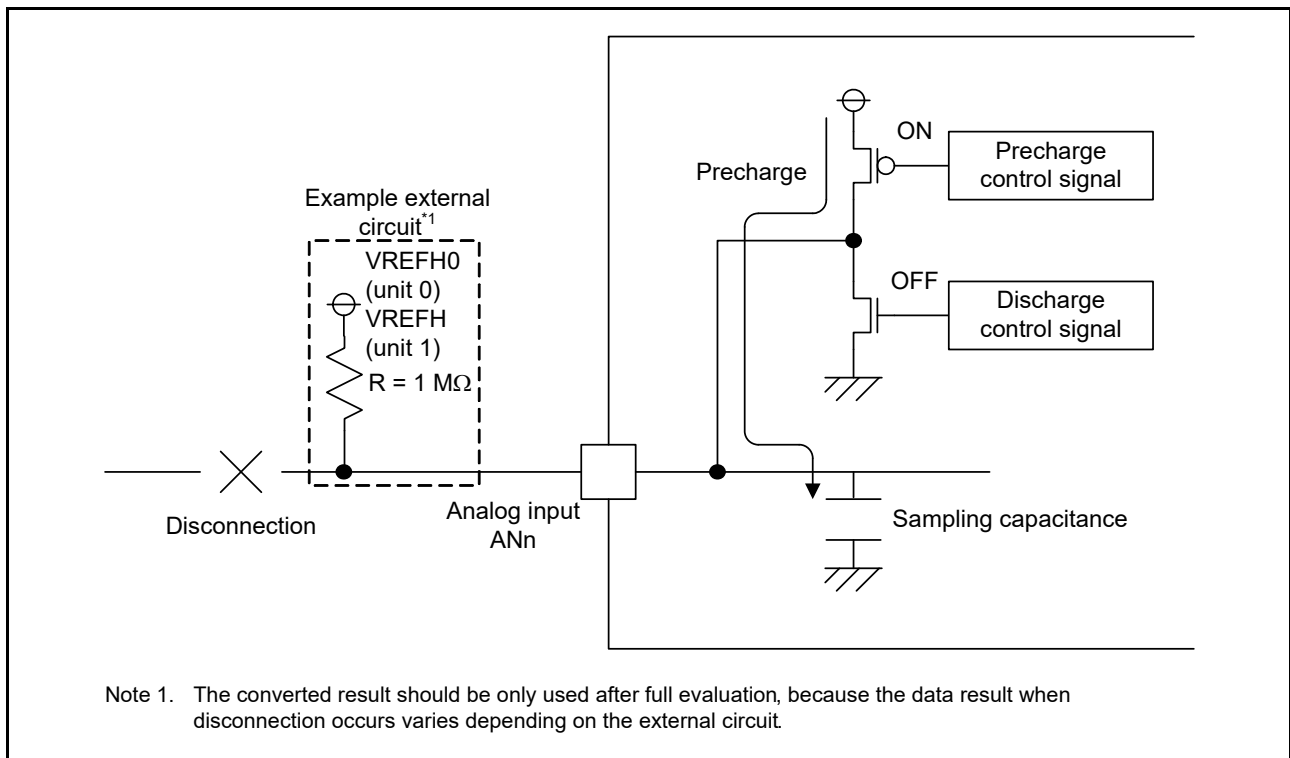 ON
Precharge
control signal
Precharge
Example external
circuit*1
VREFH0
(unit 0)
VREFH
(unit 1)
R = 1 MΩ
OFF
Discharge
control signal
Disconnection
Analog input
ANn
Sampling capacitance
Note 1. The converted result should be only used after full evaluation, because the data result when
disconnection occurs varies depending on the external circuit.